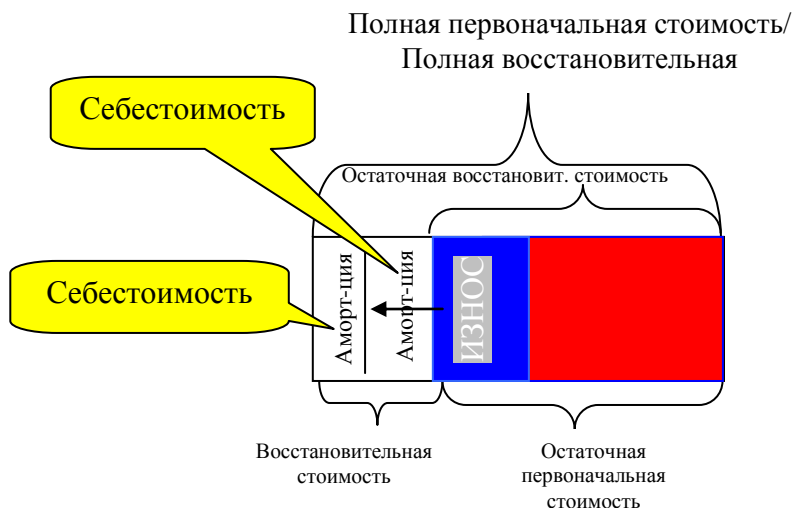 Полная первоначальная стоимость/
Полная восстановительная
Себестоимость
Остаточная восстановит. стоимость
Себестоимость
Аморт-ция
Аморт-ция
ИЗНОС
Восстановительная
стоимость
Остаточная
первоначальная
стоимость